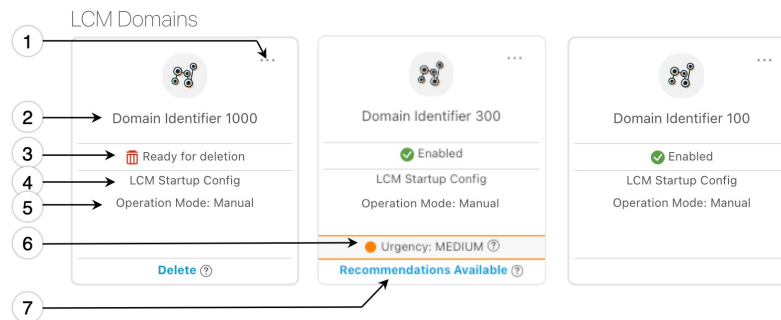 LCM Domains
1
...
...
...
2
Domain Identifier 1000
Domain Identifier 300
Domain Identifier 100
3
Ready for deletion
Enabled
Enabled
4
LCM Startup Config
LCM Startup Config
LCM Startup Config
5
Operation Mode: Manual
Operation Mode: Manual
Operation Mode: Manual
6
Urgency: MEDIUM ?
Delete ?
Recommendations Available ?
7